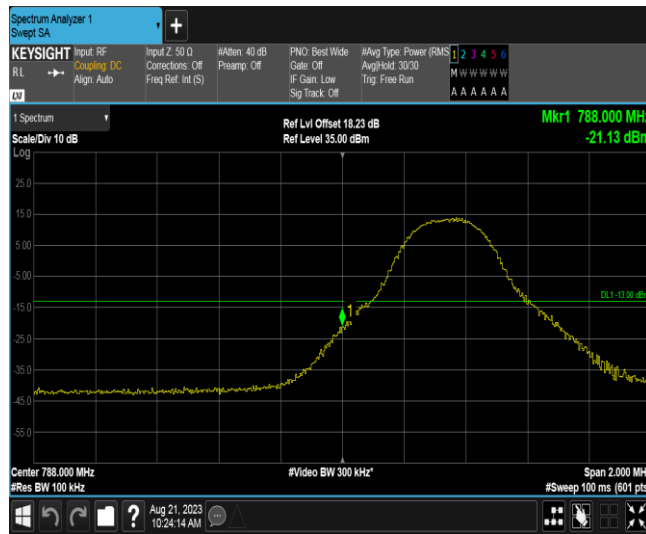 Spectrum Analyzer 1
Swept SA
+
KEYSIGHT
RL
LXI
Input: RF
Coupling: DC
Align: Auto
Input Z: 50 Ω
Corrections: Off
Freq Ref: Int (S)
#Atten: 40 dB
Preamp: Off
PNO: Best Wide
Gate: Off
IF Gain: Low
Sig Track: Off
#Avg Type: Power (RMS
Avg|Hold: 30/30
Trig: Free Run
1 2 3 4 5 6
M W W W W W
A A A A A A
1 Spectrum
Scale/Div 10 dB
Log
Ref Lvl Offset 18.23 dB
Ref Level 35.00 dBm
Mkr1 788.000 MHz
-21.13 dBm
25.0
15.0
5.00
-5.00
-15.0
-25.0
-35.0
-45.0
-55.0
1
DL1 -13.00 dBm
Center 788.000 MHz
#Res BW 100 kHz
#Video BW 300 kHz*
Span 2.000 MHz
#Sweep 100 ms (601 pts)
?
Aug 21, 2023
10:24:14 AM